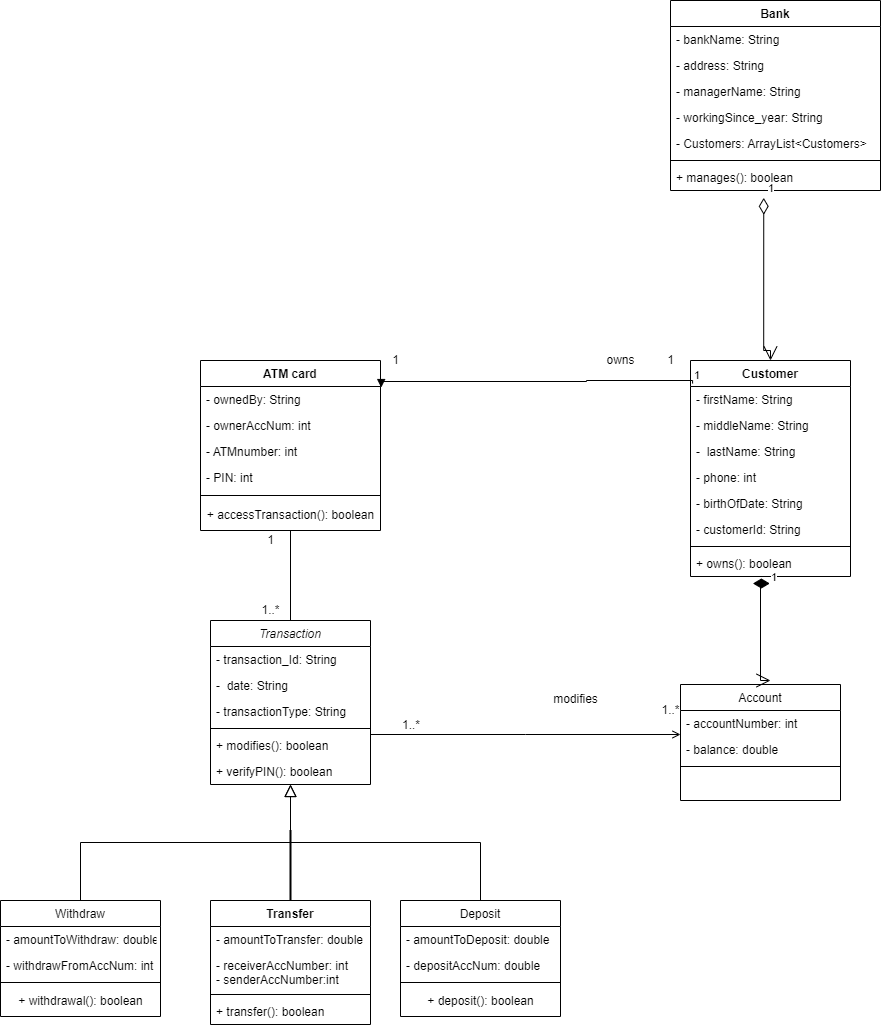 Bank
- bankName: String
- address: String
- managerName: String
- workingSince_year: String
- Customers: ArrayList<Customers>
+ manages(): boolean
1
1
owns
1
ATM card
- ownedBy: String
- ownerAccNum: int
- ATMnumber: int
- PIN: int
+ accessTransaction(): boolean
1
Customer
- firstName: String
- middleName: String
-  lastName: String
- phone: int
- birthOfDate: String
- customerId: String
+ owns(): boolean
1
1
1..*
Transaction
- transaction_Id: String
-  date: String
- transactionType: String
+ modifies(): boolean
+ verifyPIN(): boolean
modifies
1..*
1..*
Account
- accountNumber: int
- balance: double
Withdraw
- amountToWithdraw: double
- withdrawFromAccNum: int
+ withdrawal(): boolean
Transfer
- amountToTransfer: double
- receiverAccNumber: int
- senderAccNumber:int
+ transfer(): boolean
Deposit
- amountToDeposit: double
- depositAccNum: double
+ deposit(): boolean